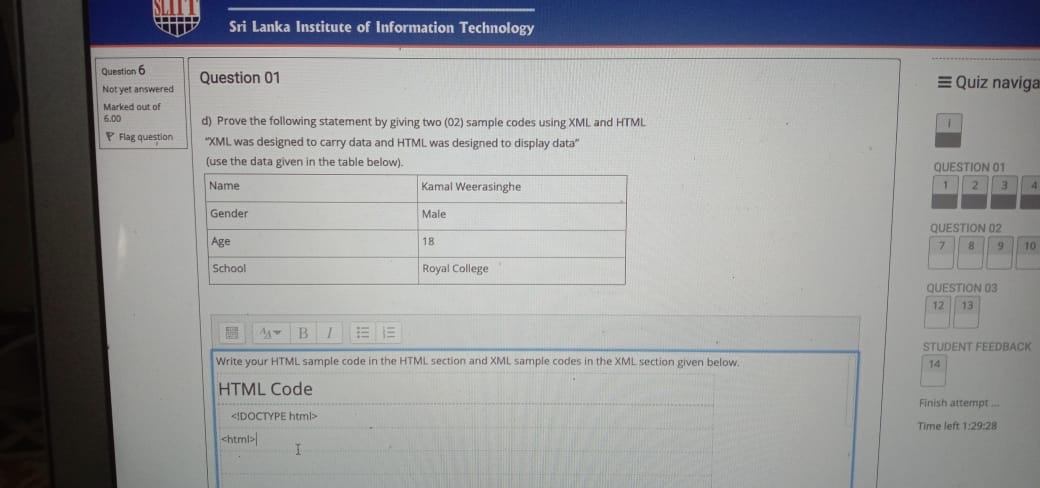 SLIIT
Sri Lanka Institute of Information Technology
Question 6
Not yet answered
Marked out of
6.00
Flag question
Question 01
d) Prove the following statement by giving two (02) sample codes using XML and HTML
"XML was designed to carry data and HTML was designed to display data"
(use the data given in the table below).
Name Kamal Weerasinghe
Gender Male
Age 18
School Royal College
B I
Write your HTML sample code in the HTML section and XML sample codes in the XML section given below.
HTML Code
<!DOCTYPE html>
<html>
Quiz naviga
i
QUESTION 01
1 2 3 4
QUESTION 02
7 8 9 10
QUESTION 03
12 13
STUDENT FEEDBACK
14
Finish attempt ...
Time left 1:29:28